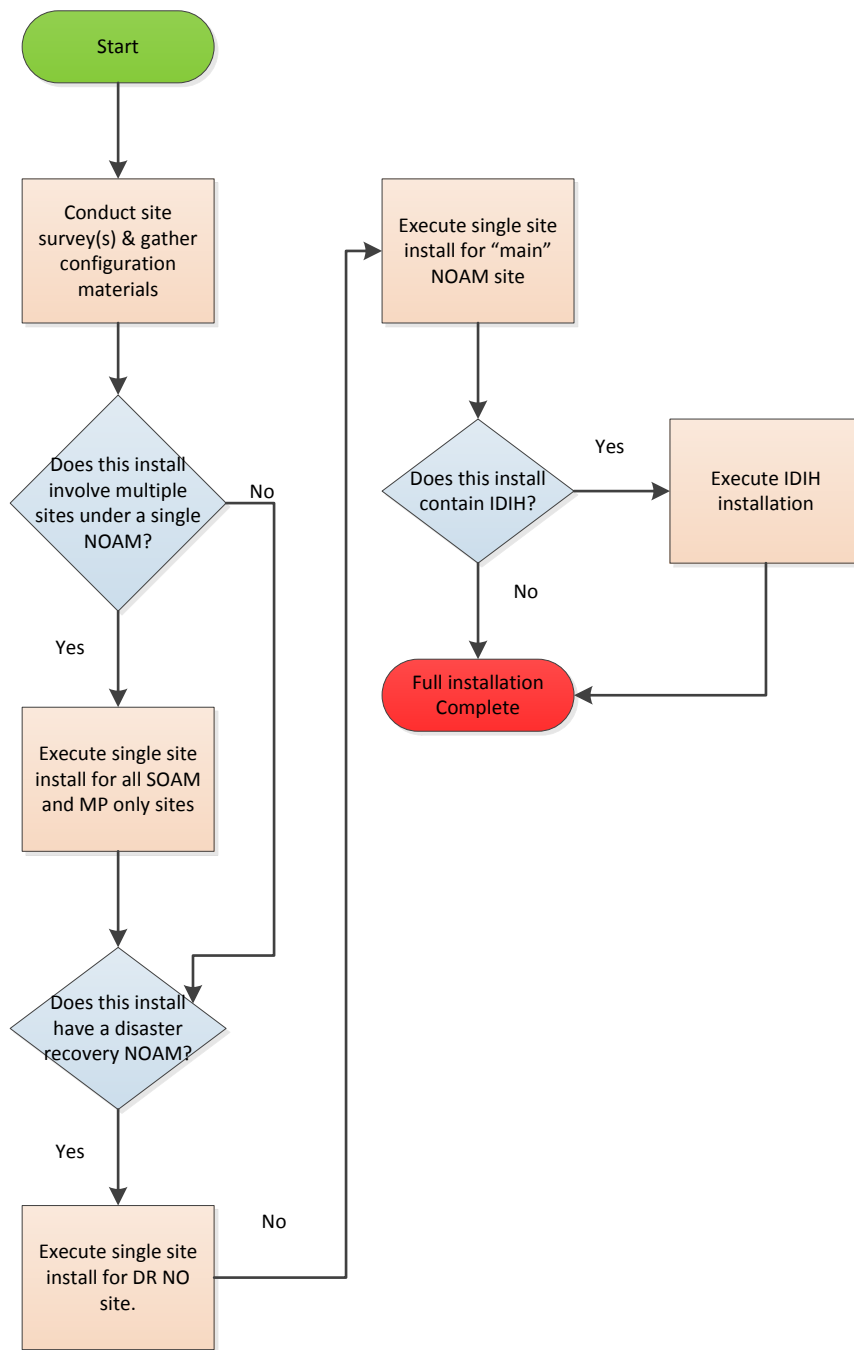 Start
Conduct site
survey(s) & gather
configuration
materials
Does this install
involve multiple
sites under a single
NOAM?
No
Yes
Execute single site
install for all SOAM
and MP only sites
Does this install
have a disaster
recovery NOAM?
Yes
No
Execute single site
install for DR NO
site.
Execute single site
install for “main”
NOAM site
Does this install
contain IDIH?
Yes
No
Execute IDIH
installation
Full installation
Complete